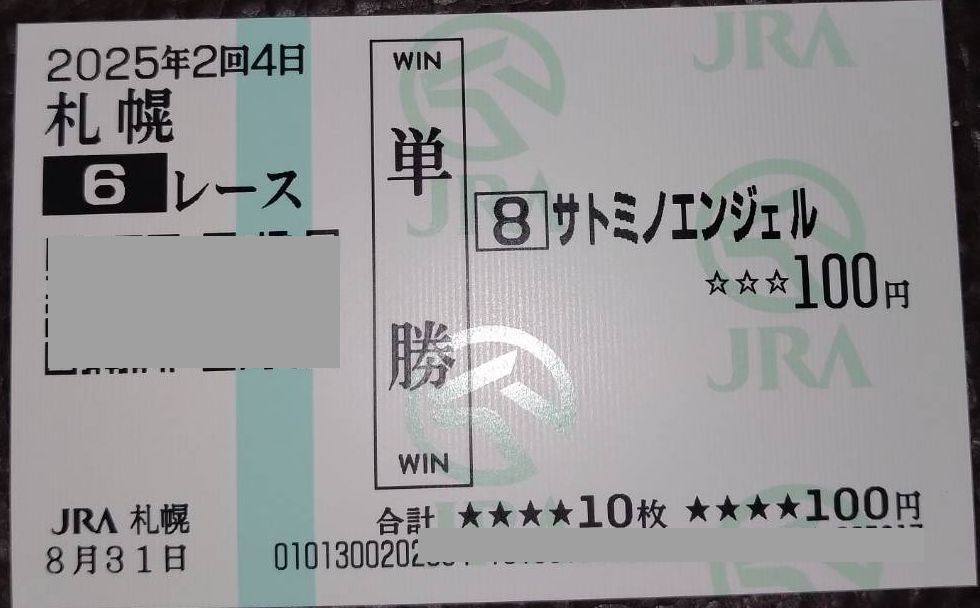 2025年2回4日
札幌
6レース
WIN
単勝
WIN
8 サトミノエンジェル
☆☆☆100円
JRA 札幌
8月31日
合計 ★★★★10枚 ★★★★100円
0101300202
JRA
JRA
JRA